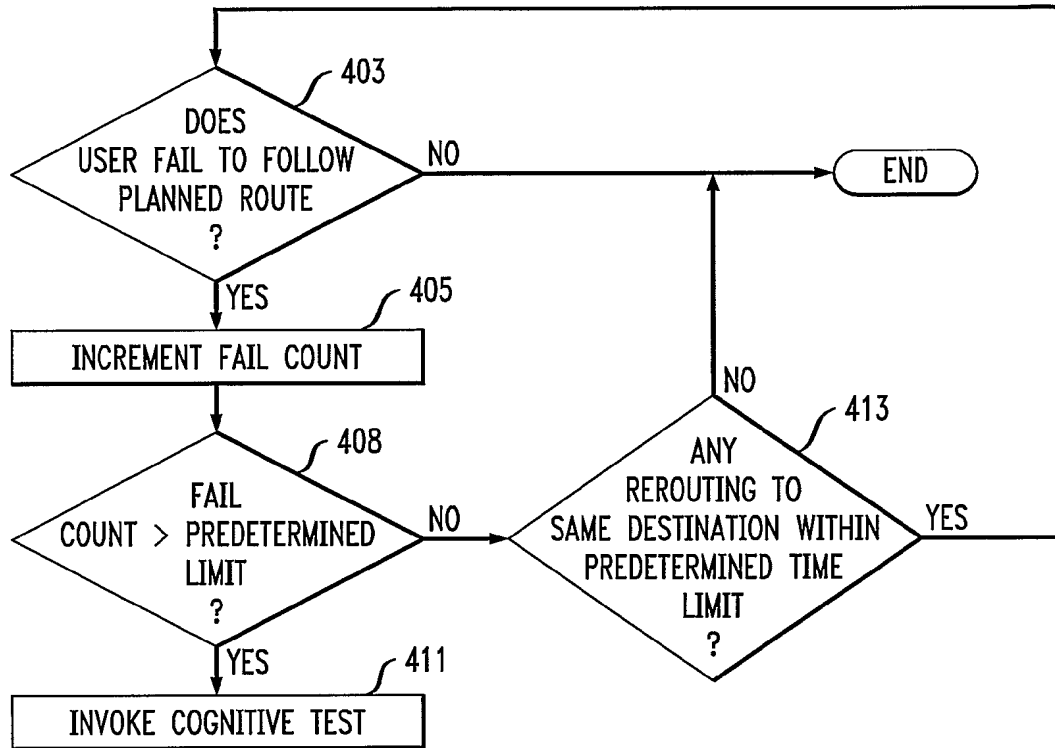 403
DOES
USER FAIL TO FOLLOW
PLANNED ROUTE
?
NO
END
YES
405
INCREMENT FAIL COUNT
408
FAIL
COUNT > PREDETERMINED
LIMIT
?
NO
YES
411
INVOKE COGNITIVE TEST
NO
413
ANY
REROUTING TO
SAME DESTINATION WITHIN
PREDETERMINED TIME
LIMIT
?
YES